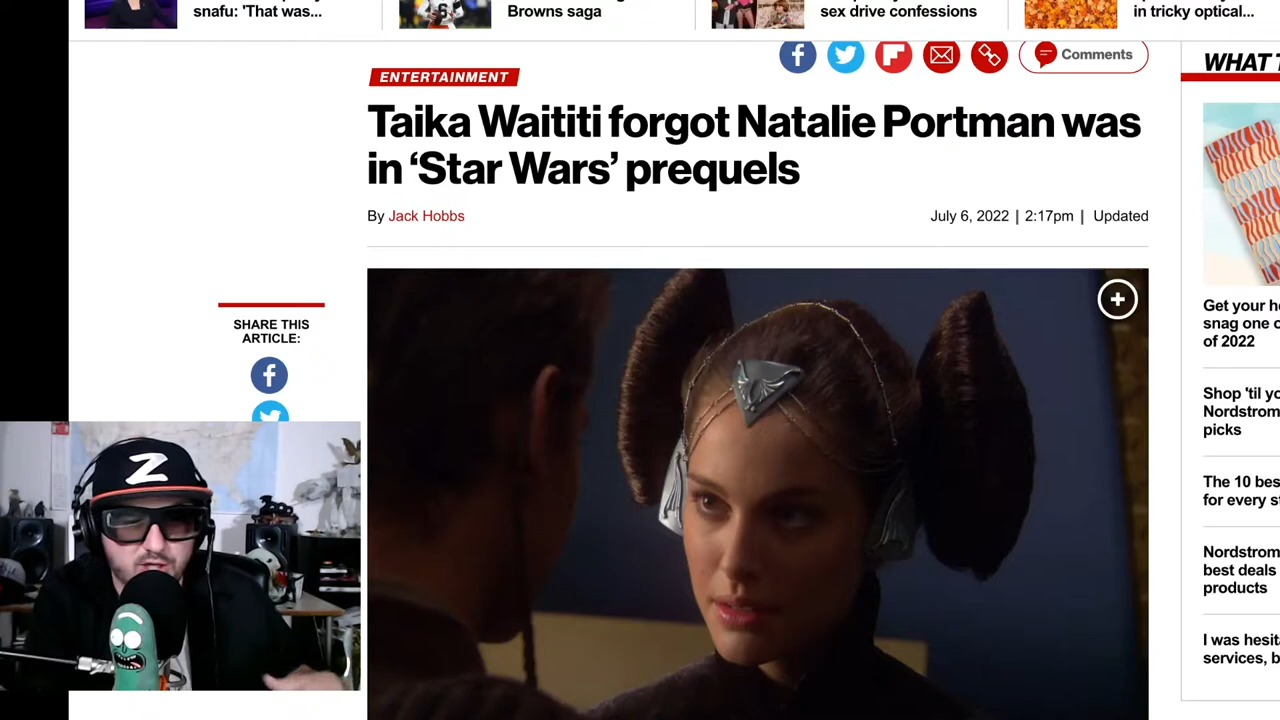 snafu: 'That was...
Browns saga
sex drive confessions
in tricky optical...
ENTERTAINMENT
Comments
WHAT T
Taika Waititi forgot Natalie Portman was
in ‘Star Wars’ prequels
By Jack Hobbs
July 6, 2022 | 2:17pm | Updated
SHARE THIS
ARTICLE:
Get your h
snag one o
of 2022
Shop 'til yo
Nordstrom
picks
The 10 bes
for every s
Nordstrom
best deals
products
I was hesit
services, b
Z